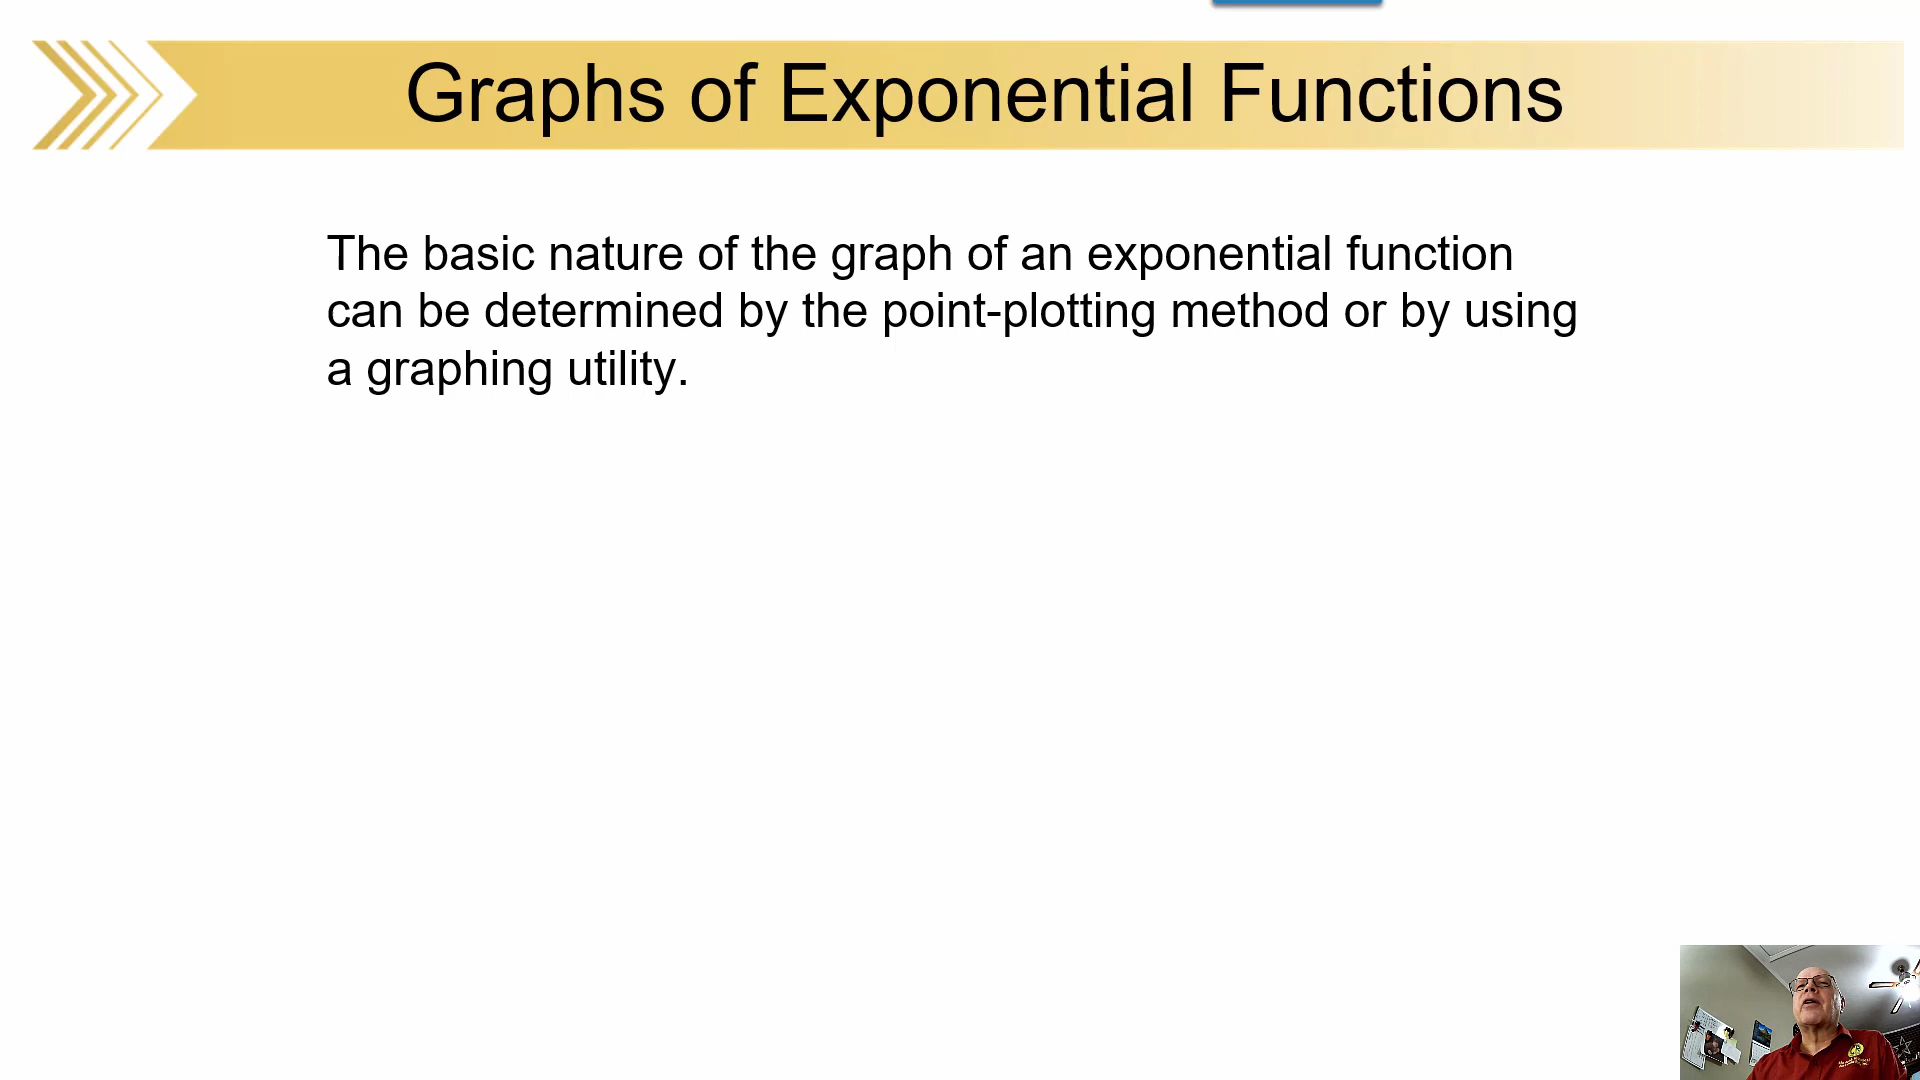 Graphs of Exponential Functions
The basic nature of the graph of an exponential function
can be determined by the point-plotting method or by using
a graphing utility.